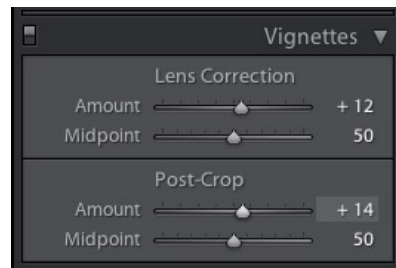 Vignettes
Lens Correction
Amount + 12
Midpoint 50
Post-Crop
Amount + 14
Midpoint 50